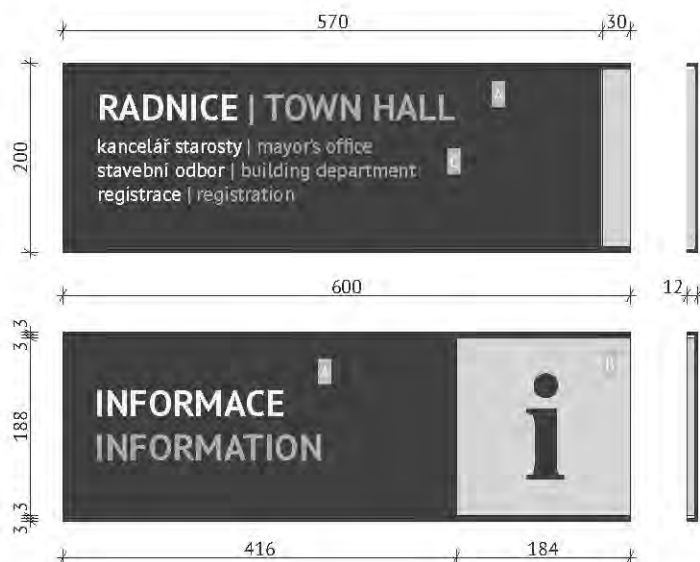 570 30
200
A
RADNICE | TOWN HALL
kancelář starosty | mayor's office
C
stavební odbor | building department
registrace | registration
600 12
3 3
188
3 3
A
B
INFORMACE
INFORMATION
i
416 184